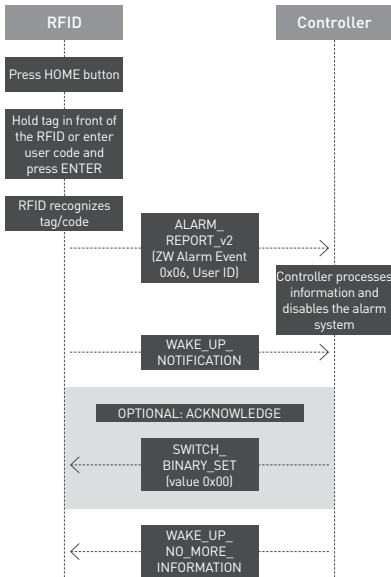 RFID
Controller
Press HOME button
Hold tag in front of
the RFID or enter
user code and
press ENTER
RFID recognizes
tag/code
ALARM_
REPORT_v2
(ZW Alarm Event
0x06, User ID)
Controller processes
information and
disables the alarm
system
WAKE_UP_
NOTIFICATION
OPTIONAL: ACKNOWLEDGE
SWITCH_
BINARY_SET
(value 0x00)
WAKE_UP_
NO_MORE_
INFORMATION